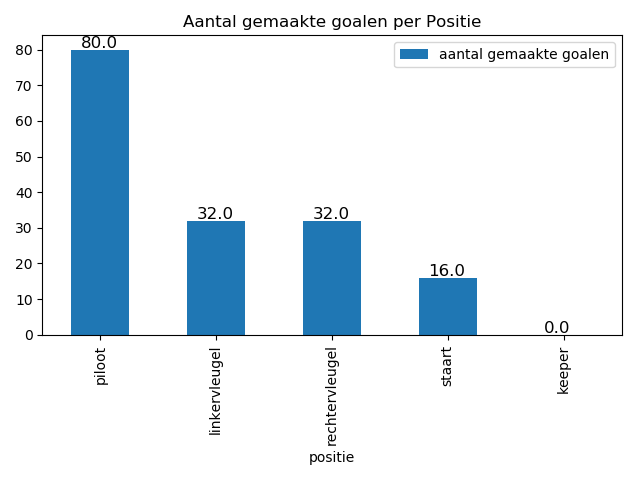 Aantal gemaakte goalen per Positie
aantal gemaakte goalen
80
70
60
50
40
30
20
10
0
80.0
32.0
32.0
16.0
0.0
piloot
linkervleugel
rechtervleugel
staart
keeper
positie